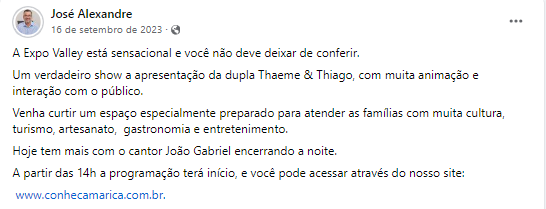 José Alexandre
16 de setembro de 2023 ·
A Expo Valley está sensacional e você não deve deixar de conferir.
Um verdadeiro show a apresentação da dupla Thaeme & Thiago, com muita animação e
interação com o público.
Venha curtir um espaço especialmente preparado para atender as famílias com muita cultura,
turismo, artesanato, gastronomia e entretenimento.
Hoje tem mais com o cantor João Gabriel encerrando a noite.
A partir das 14h a programação terá início, e você pode acessar através do nosso site:
www.conhecamarica.com.br.